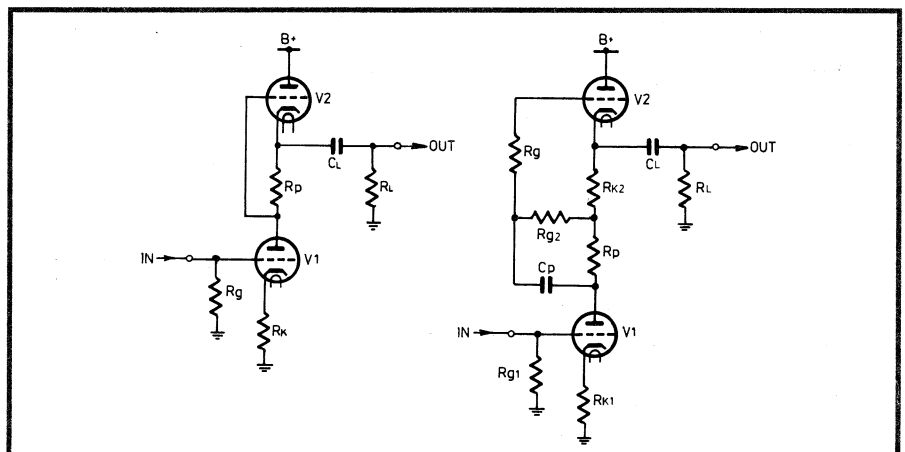 B+
V2
CL
OUT
Rp
RL
IN
V1
Rg
RK
B+
V2
Rg
CL
OUT
RK2
RL
Rg2
Rp
Cp
IN
V1
Rg1
RK1